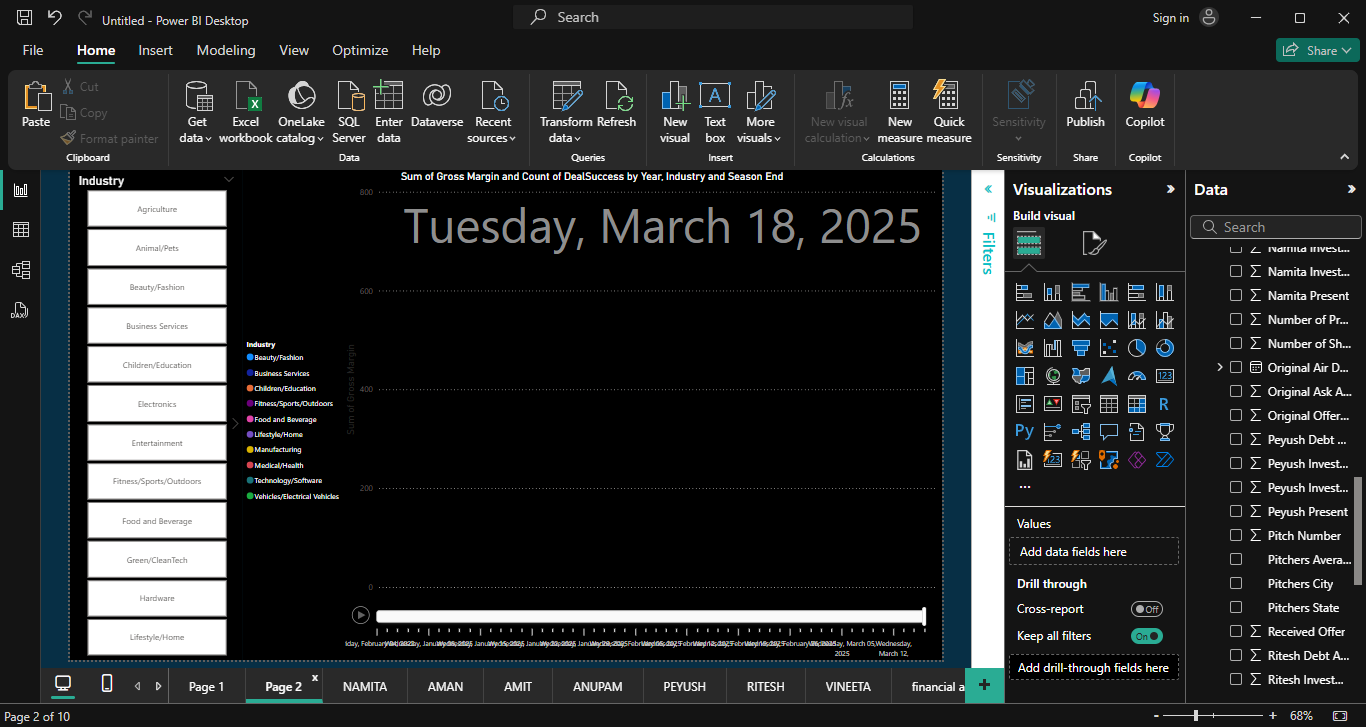 Untitled - Power BI Desktop
Search
Sign in
File
Home
Insert
Modeling
View
Optimize
Help
Share
Paste
Cut
Copy
Format painter
Clipboard
Get data
Excel workbook
OneLake catalog
SQL Server
Enter data
Dataverse
Recent sources
Data
Transform data
Refresh
Queries
New visual
Text box
More visuals
Insert
New visual calculation
New measure
Quick measure
Calculations
Sensitivity
Sensitivity
Publish
Share
Copilot
Copilot
Industry
Agriculture
Animal/Pets
Beauty/Fashion
Business Services
Children/Education
Electronics
Entertainment
Fitness/Sports/Outdoors
Food and Beverage
Green/CleanTech
Hardware
Lifestyle/Home
Sum of Gross Margin and Count of DealSuccess by Year, Industry and Season End
Tuesday, March 18, 2025
800
600
400
200
0
Sum of Gross Margin
Industry
Beauty/Fashion
Business Services
Children/Education
Fitness/Sports/Outdoors
Food and Beverage
Lifestyle/Home
Manufacturing
Medical/Health
Technology/Software
Vehicles/Electrical Vehicles
March 05, 2025
Wednesday, March 12,
Filters
Visualizations
Build visual
123
R
Py
123
...
Values
Add data fields here
Drill through
Cross-report
Off
Keep all filters
On
Add drill-through fields here
Data
Search
Namita Invest...
Namita Invest...
Namita Present
Number of Pr...
Number of Sh...
Original Air D...
Original Ask A...
Original Offer...
Peyush Debt ...
Peyush Invest...
Peyush Invest...
Peyush Present
Pitch Number
Pitchers Avera...
Pitchers City
Pitchers State
Received Offer
Ritesh Debt A...
Ritesh Invest...
Page 1
Page 2
x
NAMITA
AMAN
AMIT
ANUPAM
PEYUSH
RITESH
VINEETA
financial a
+
Page 2 of 10
- + 68%